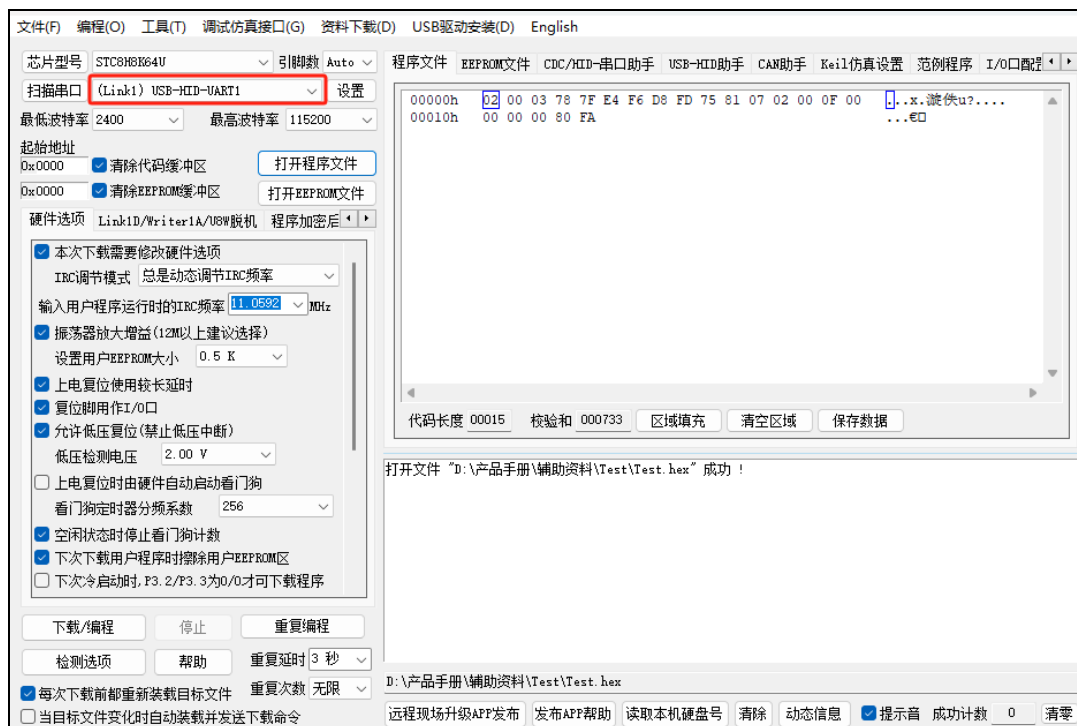 文件(F) 编程(O) 工具(T) 调试仿真接口(G) 资料下载(D) USB驱动安装(D) English
芯片型号 STC8H8K64U 引脚数 Auto
扫描串口 (Link1) USB-HID-UART1 设置
最低波特率 2400 最高波特率 115200
起始地址
0x0000 清除代码缓冲区 打开程序文件
0x0000 清除EEPROM缓冲区 打开EEPROM文件
硬件选项 Link1D/Writer1A/U8W脱机 程序加密后
本次下载需要修改硬件选项
IRC调节模式 总是动态调节IRC频率
输入用户程序运行时的IRC频率 11.0592 MHz
振荡器放大增益(12M以上建议选择)
设置用户EEPROM大小 0.5 K
上电复位使用较长延时
复位脚用作I/O口
允许低压复位(禁止低压中断)
低压检测电压 2.00 V
上电复位时由硬件自动启动看门狗
看门狗定时器分频系数 256
空闲状态时停止看门狗计数
下次下载用户程序时擦除用户EEPROM区
下次冷启动时,P3.2/P3.3为0/0才可下载程序
下载/编程 停止 重复编程
检测选项 帮助 重复延时 3 秒
每次下载前都重新装载目标文件 重复次数 无限
当目标文件变化时自动装载并发送下载命令
程序文件 EEPROM文件 CDC/HID-串口助手 USB-HID助手 CAN助手 Keil仿真设置 范例程序 I/O口配置
00000h 02 00 03 78 7F E4 F6 D8 FD 75 81 07 02 00 0F 00 ...x.漩佚u?....
00010h 00 00 00 80 FA ...€□
代码长度 00015 校验和 000733 区域填充 清空区域 保存数据
打开文件 "D:\产品手册\辅助资料\Test\Test.hex" 成功 !
D:\产品手册\辅助资料\Test\Test.hex
远程现场升级APP发布 发布APP帮助 读取本机硬盘号 清除 动态信息 提示音 成功计数 0 清零